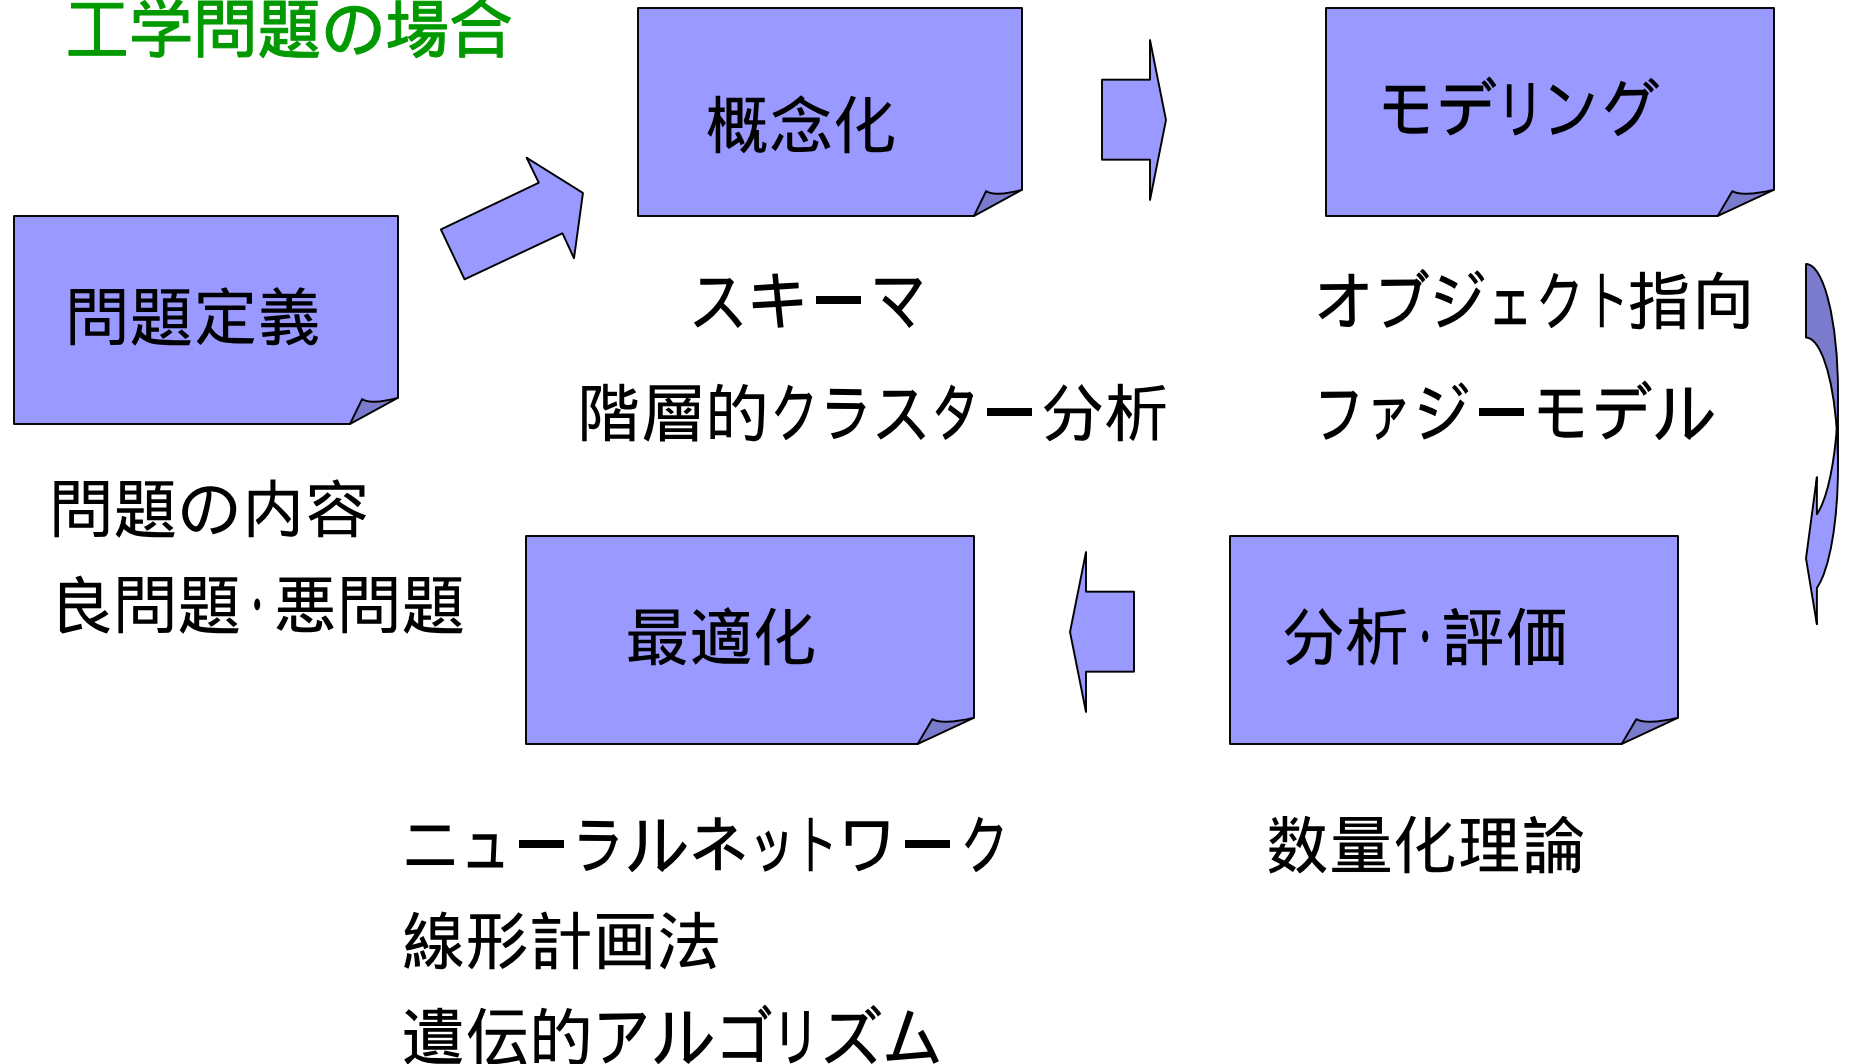 工学問題の場合
概念化
モデリング
問題定義
スキーマ
オブジェクト指向
階層的クラスター分析
ファジーモデル
問題の内容
良問題・悪問題
最適化
分析・評価
ニューラルネットワーク
数量化理論
線形計画法
遺伝的アルゴリズム